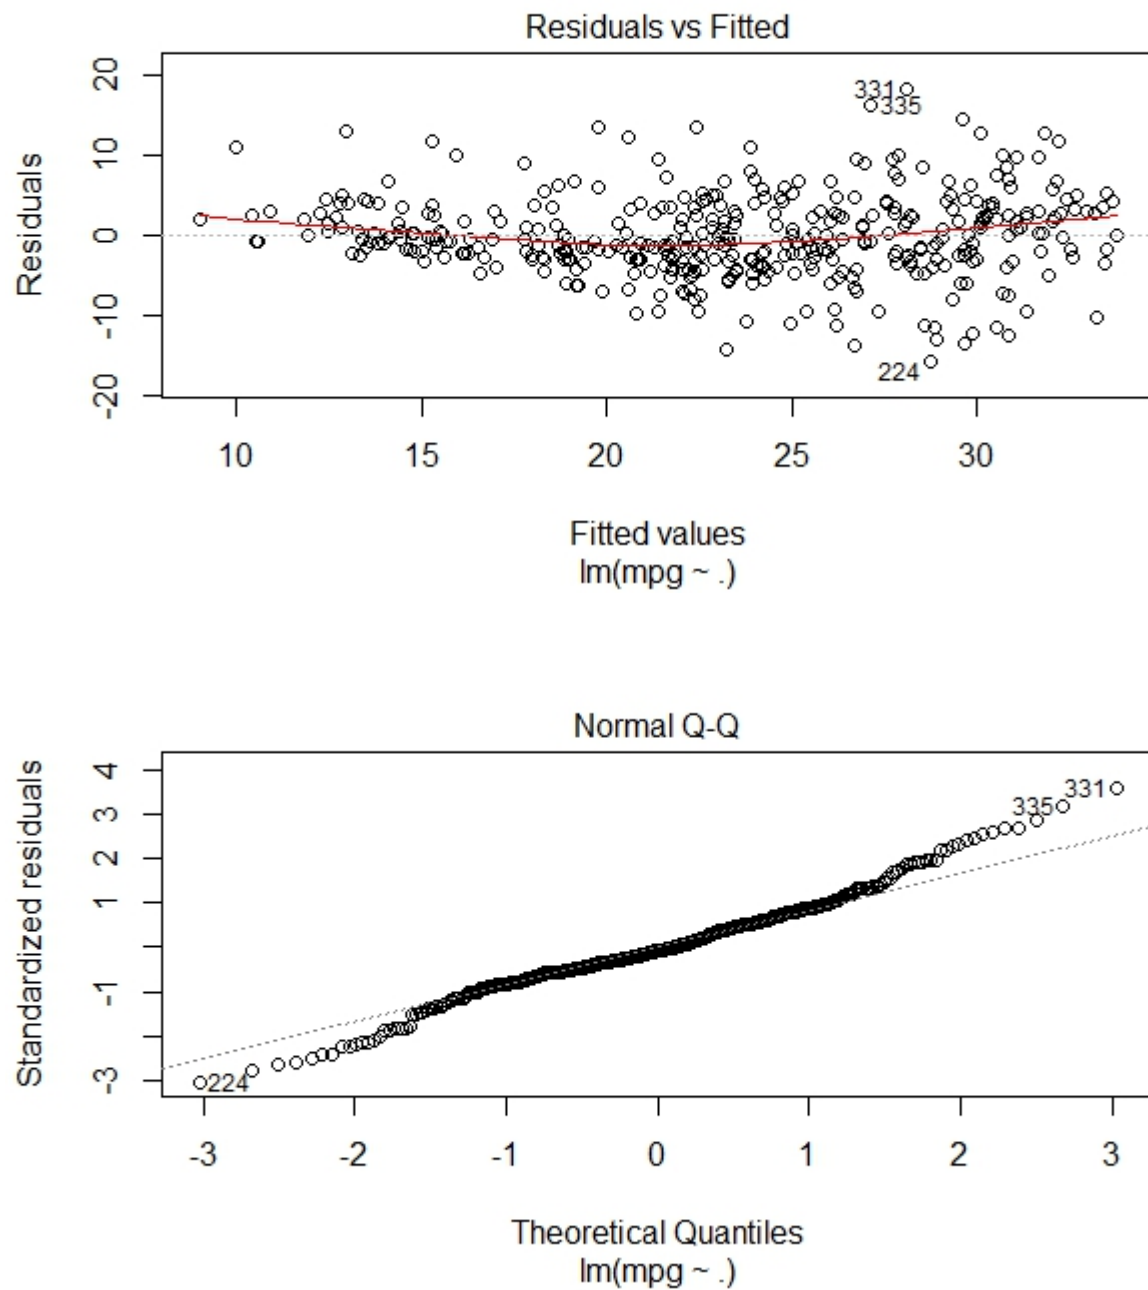 Residuals vs Fitted
20
10
0
-10
-20
Residuals
331
335
224
10 15 20 25 30
Fitted values
lm(mpg ~ .)
Normal Q-Q
4
3
2
1
-1
-3
Standardized residuals
331
335
224
-3 -2 -1 0 1 2 3
Theoretical Quantiles
lm(mpg ~ .)